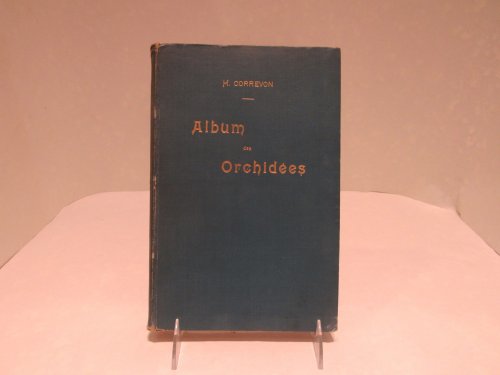 H. CORREVON
Album
des
Orchidées